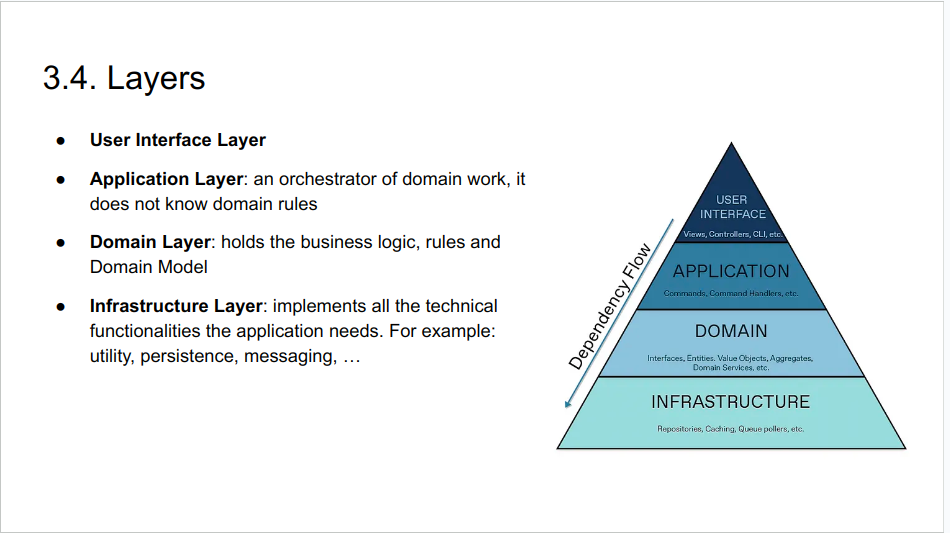 3.4. Layers
● User Interface Layer
● Application Layer: an orchestrator of domain work, it
does not know domain rules
● Domain Layer: holds the business logic, rules and
Domain Model
● Infrastructure Layer: implements all the technical
functionalities the application needs. For example:
utility, persistence, messaging, …
Dependency Flow
USER
INTERFACE
Views, Controllers, CLI, etc.
APPLICATION
Commands, Command Handlers, etc.
DOMAIN
Interfaces, Entities. Value Objects, Aggregates,
Domain Services, etc.
INFRASTRUCTURE
Repositories, Caching, Queue pollers, etc.